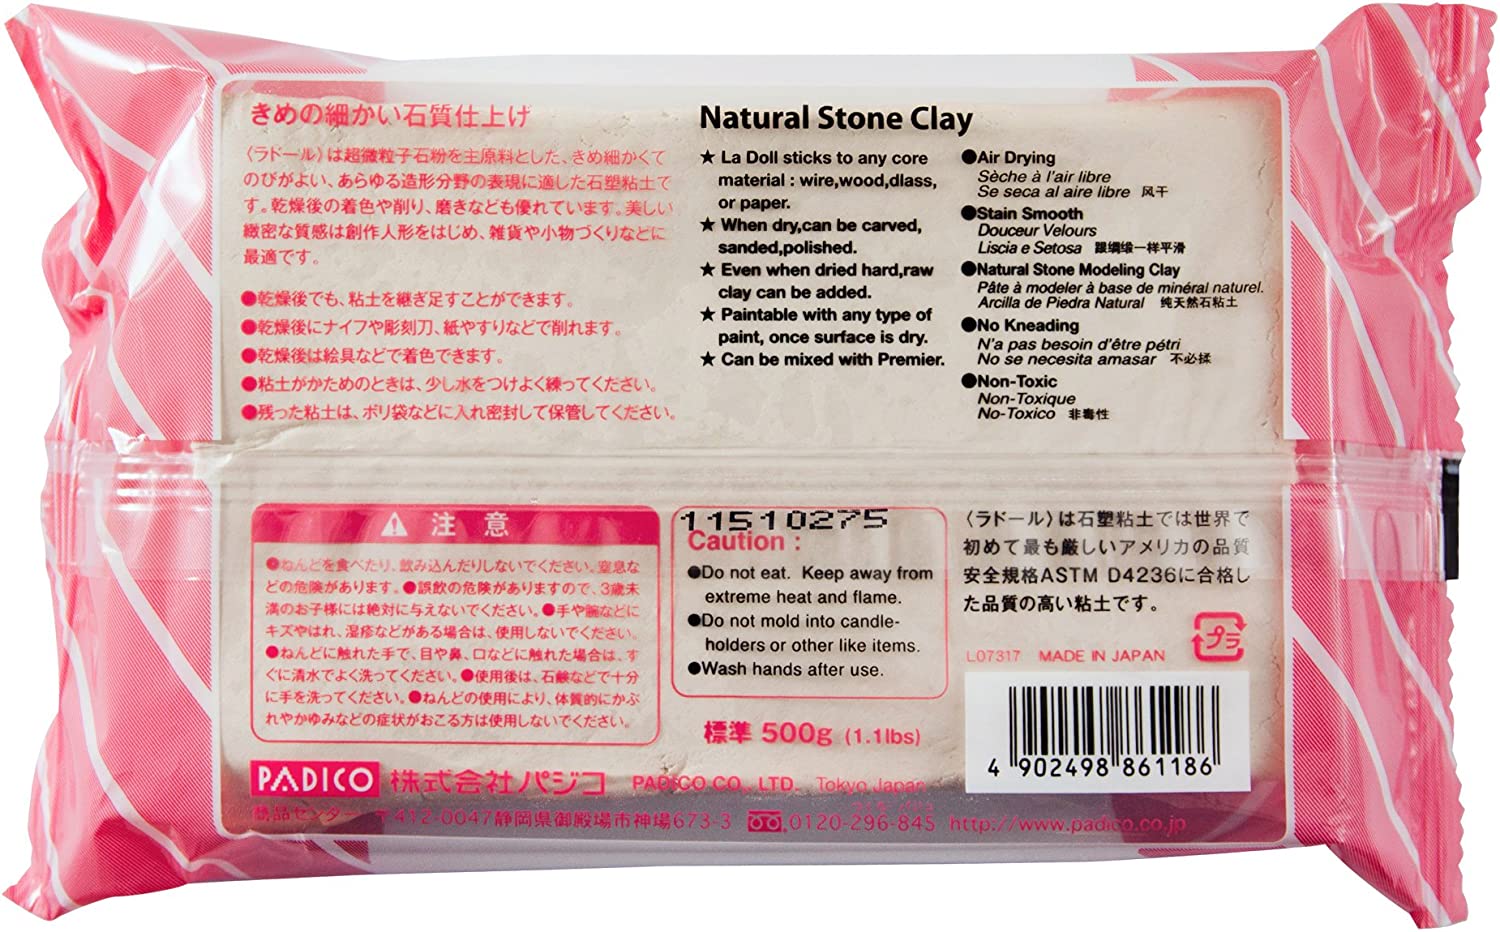 きめの細かい石質仕上げ
〈ラドール〉は超微粒子石粉を主原料とした、きめ細かくて
のびがよい、あらゆる造形分野の表現に適した石塑粘土で
す。乾燥後の着色や削り、磨きなども優れています。美しい
緻密な質感は創作人形をはじめ、雑貨や小物づくりなどに
最適です。
●乾燥後でも、粘土を継ぎ足すことができます。
●乾燥後にナイフや彫刻刀、紙やすりなどで削れます。
●乾燥後は絵具などで着色できます。
●粘土がかためのときは、少し水をつけよく練ってください。
●残った粘土は、ポリ袋などに入れ密封して保管してください。
Natural Stone Clay
★ La Doll sticks to any core
material : wire,wood,dlass,
or paper.
★ When dry,can be carved,
sanded,polished.
★ Even when dried hard,raw
clay can be added.
★ Paintable with any type of
paint, once surface is dry.
★ Can be mixed with Premier.
●Air Drying
Sèche à l'air libre
Se seca al aire libre 风干
●Stain Smooth
Douceur Velours
Liscia e Setosa 跟绸缎一样平滑
●Natural Stone Modeling Clay
Pâte à modeler à base de minéral naturel.
Arcilla de Piedra Natural 纯天然石粘土
●No Kneading
N'a pas besoin d'être pétri
No se necesita amasar 不必揉
●Non-Toxic
Non-Toxique
No-Toxico 非毒性
注 意
●ねんどを食べたり、飲み込んだりしないでください。窒息な
どの危険があります。●誤飲の危険がありますので、3歳未
満のお子様には絶対に与えないでください。●手や腕などに
キズやはれ、湿疹などがある場合は、使用しないでください。
●ねんどに触れた手で、目や鼻、口などに触れた場合は、す
ぐに清水でよく洗ってください。●使用後は、石鹸などで十分
に手を洗ってください。●ねんどの使用により、体質的にかぶ
れやかゆみなどの症状がおこる方は使用しないでください。
11510275
Caution :
●Do not eat. Keep away from
extreme heat and flame.
●Do not mold into candle-
holders or other like items.
●Wash hands after use.
標準 500g (1.1lbs)
〈ラドール〉は石塑粘土では世界で
初めて最も厳しいアメリカの品質
安全規格ASTM D4236に合格し
た品質の高い粘土です。
プラ
L07317 MADE IN JAPAN
4 902498 861186
PADICO 株式会社パジコ PADICO CO., LTD. Tokyo Japan
商品センター 〒412-0047静岡県御殿場市神場673-3 0120-296-845 http://www.padico.co.jp